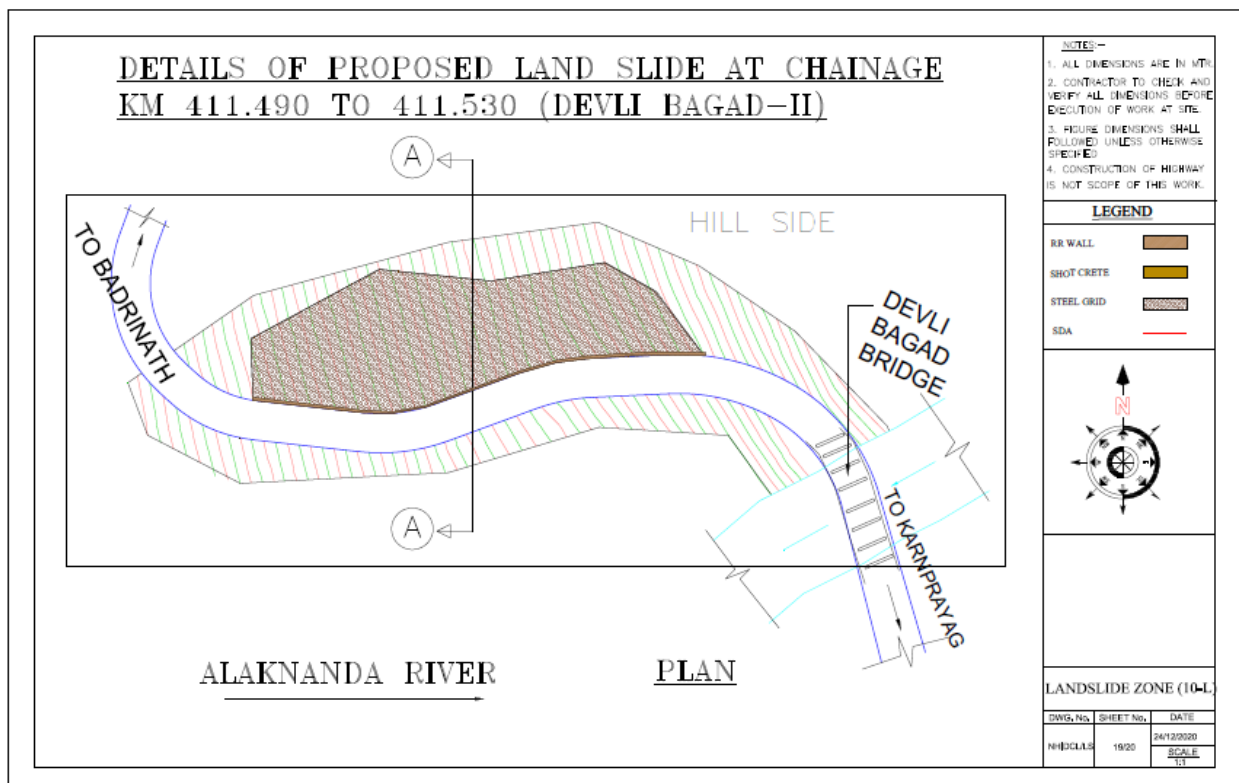 DETAILS OF PROPOSED LAND SLIDE AT CHAINAGE
KM 411.490 TO 411.530 (DEVLI BAGAD-II)
A
HILL SIDE
TO BADRINATH
DEVLI
BAGAD
BRIDGE
A
TO KARNPRAYAG
ALAKNANDA RIVER
PLAN
NOTES:-
1. ALL DIMENSIONS ARE IN MTR.
2. CONTRACTOR TO CHECK AND
VERIFY ALL DIMENSIONS BEFORE
EXECUTION OF WORK AT SITE.
3. FIGURE DIMENSIONS SHALL
FOLLOWED UNLESS OTHERWISE
SPECIFIED
4. CONSTRUCTION OF HIGHWAY
IS NOT SCOPE OF THIS WORK.
LEGEND
RR WALL
SHOT CRETE
STEEL GRID
SDA
N
LANDSLIDE ZONE (10-L)
DWG, No, SHEET No, DATE
NHIDCL/LS 19/20 24/12/2020
SCALE
1:1